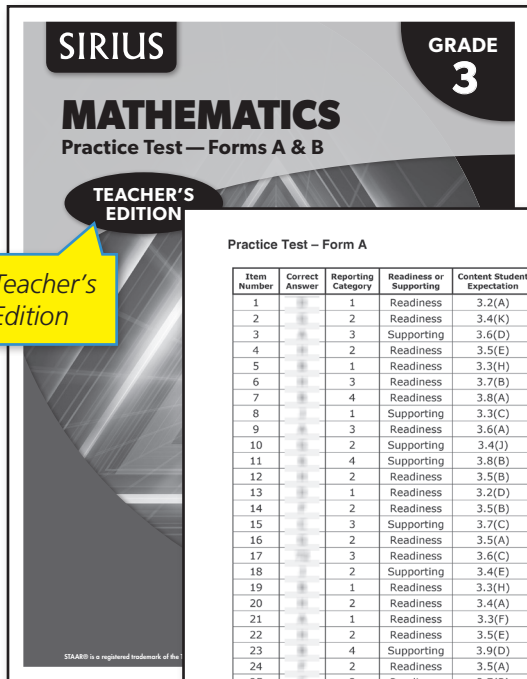 SIRIUS
GRADE
3
MATHEMATICS
Practice Test — Forms A & B
TEACHER'S
EDITION
Teacher's
Edition
STAAR® is a registered trademark of the
Practice Test – Form A
Item Number Correct Answer Reporting Category Readiness or Supporting Content Student Expectation
1 1 Readiness 3.2(A)
2 2 Readiness 3.4(K)
3 3 Supporting 3.6(D)
4 2 Readiness 3.5(E)
5 1 Readiness 3.3(H)
6 3 Readiness 3.7(B)
7 4 Readiness 3.8(A)
8 1 Supporting 3.3(C)
9 3 Readiness 3.6(A)
10 2 Supporting 3.4(J)
11 4 Supporting 3.8(B)
12 2 Readiness 3.5(B)
13 1 Readiness 3.2(D)
14 2 Readiness 3.5(B)
15 3 Supporting 3.7(C)
16 2 Readiness 3.5(A)
17 3 Readiness 3.6(C)
18 2 Supporting 3.4(E)
19 1 Readiness 3.3(H)
20 2 Readiness 3.4(A)
21 1 Readiness 3.3(F)
22 2 Readiness 3.5(E)
23 4 Supporting 3.9(D)
24 2 Readiness 3.5(A)